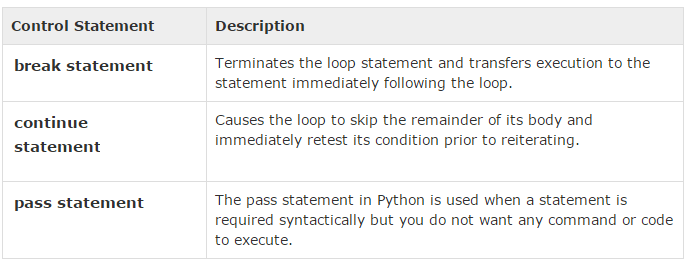 Control Statement Description
break statement Terminates the loop statement and transfers execution to the
statement immediately following the loop.
continue
statement
Causes the loop to skip the remainder of its body and
immediately retest its condition prior to reiterating.
pass statement The pass statement in Python is used when a statement is
required syntactically but you do not want any command or code
to execute.